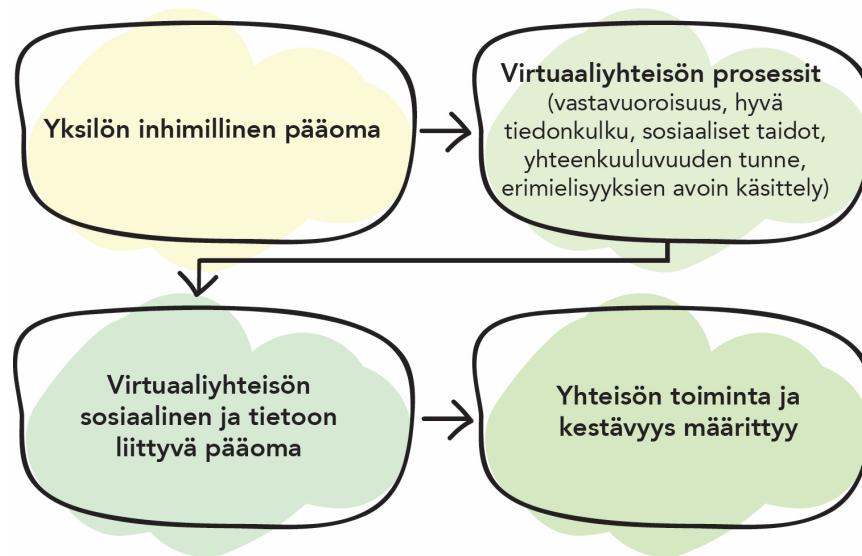 Yksilön inhimillinen pääoma
Virtuaaliyhteisön prosessit
(vastavuoroisuus, hyvä
tiedonkulku, sosiaaliset taidot,
yhteenkuuluvuuden tunne,
erimielisyyksien avoin käsittely)
Virtuaaliyhteisön
sosiaalinen ja tietoon
liittyvä pääoma
Yhteisön toiminta ja
kestävyys määrittyy